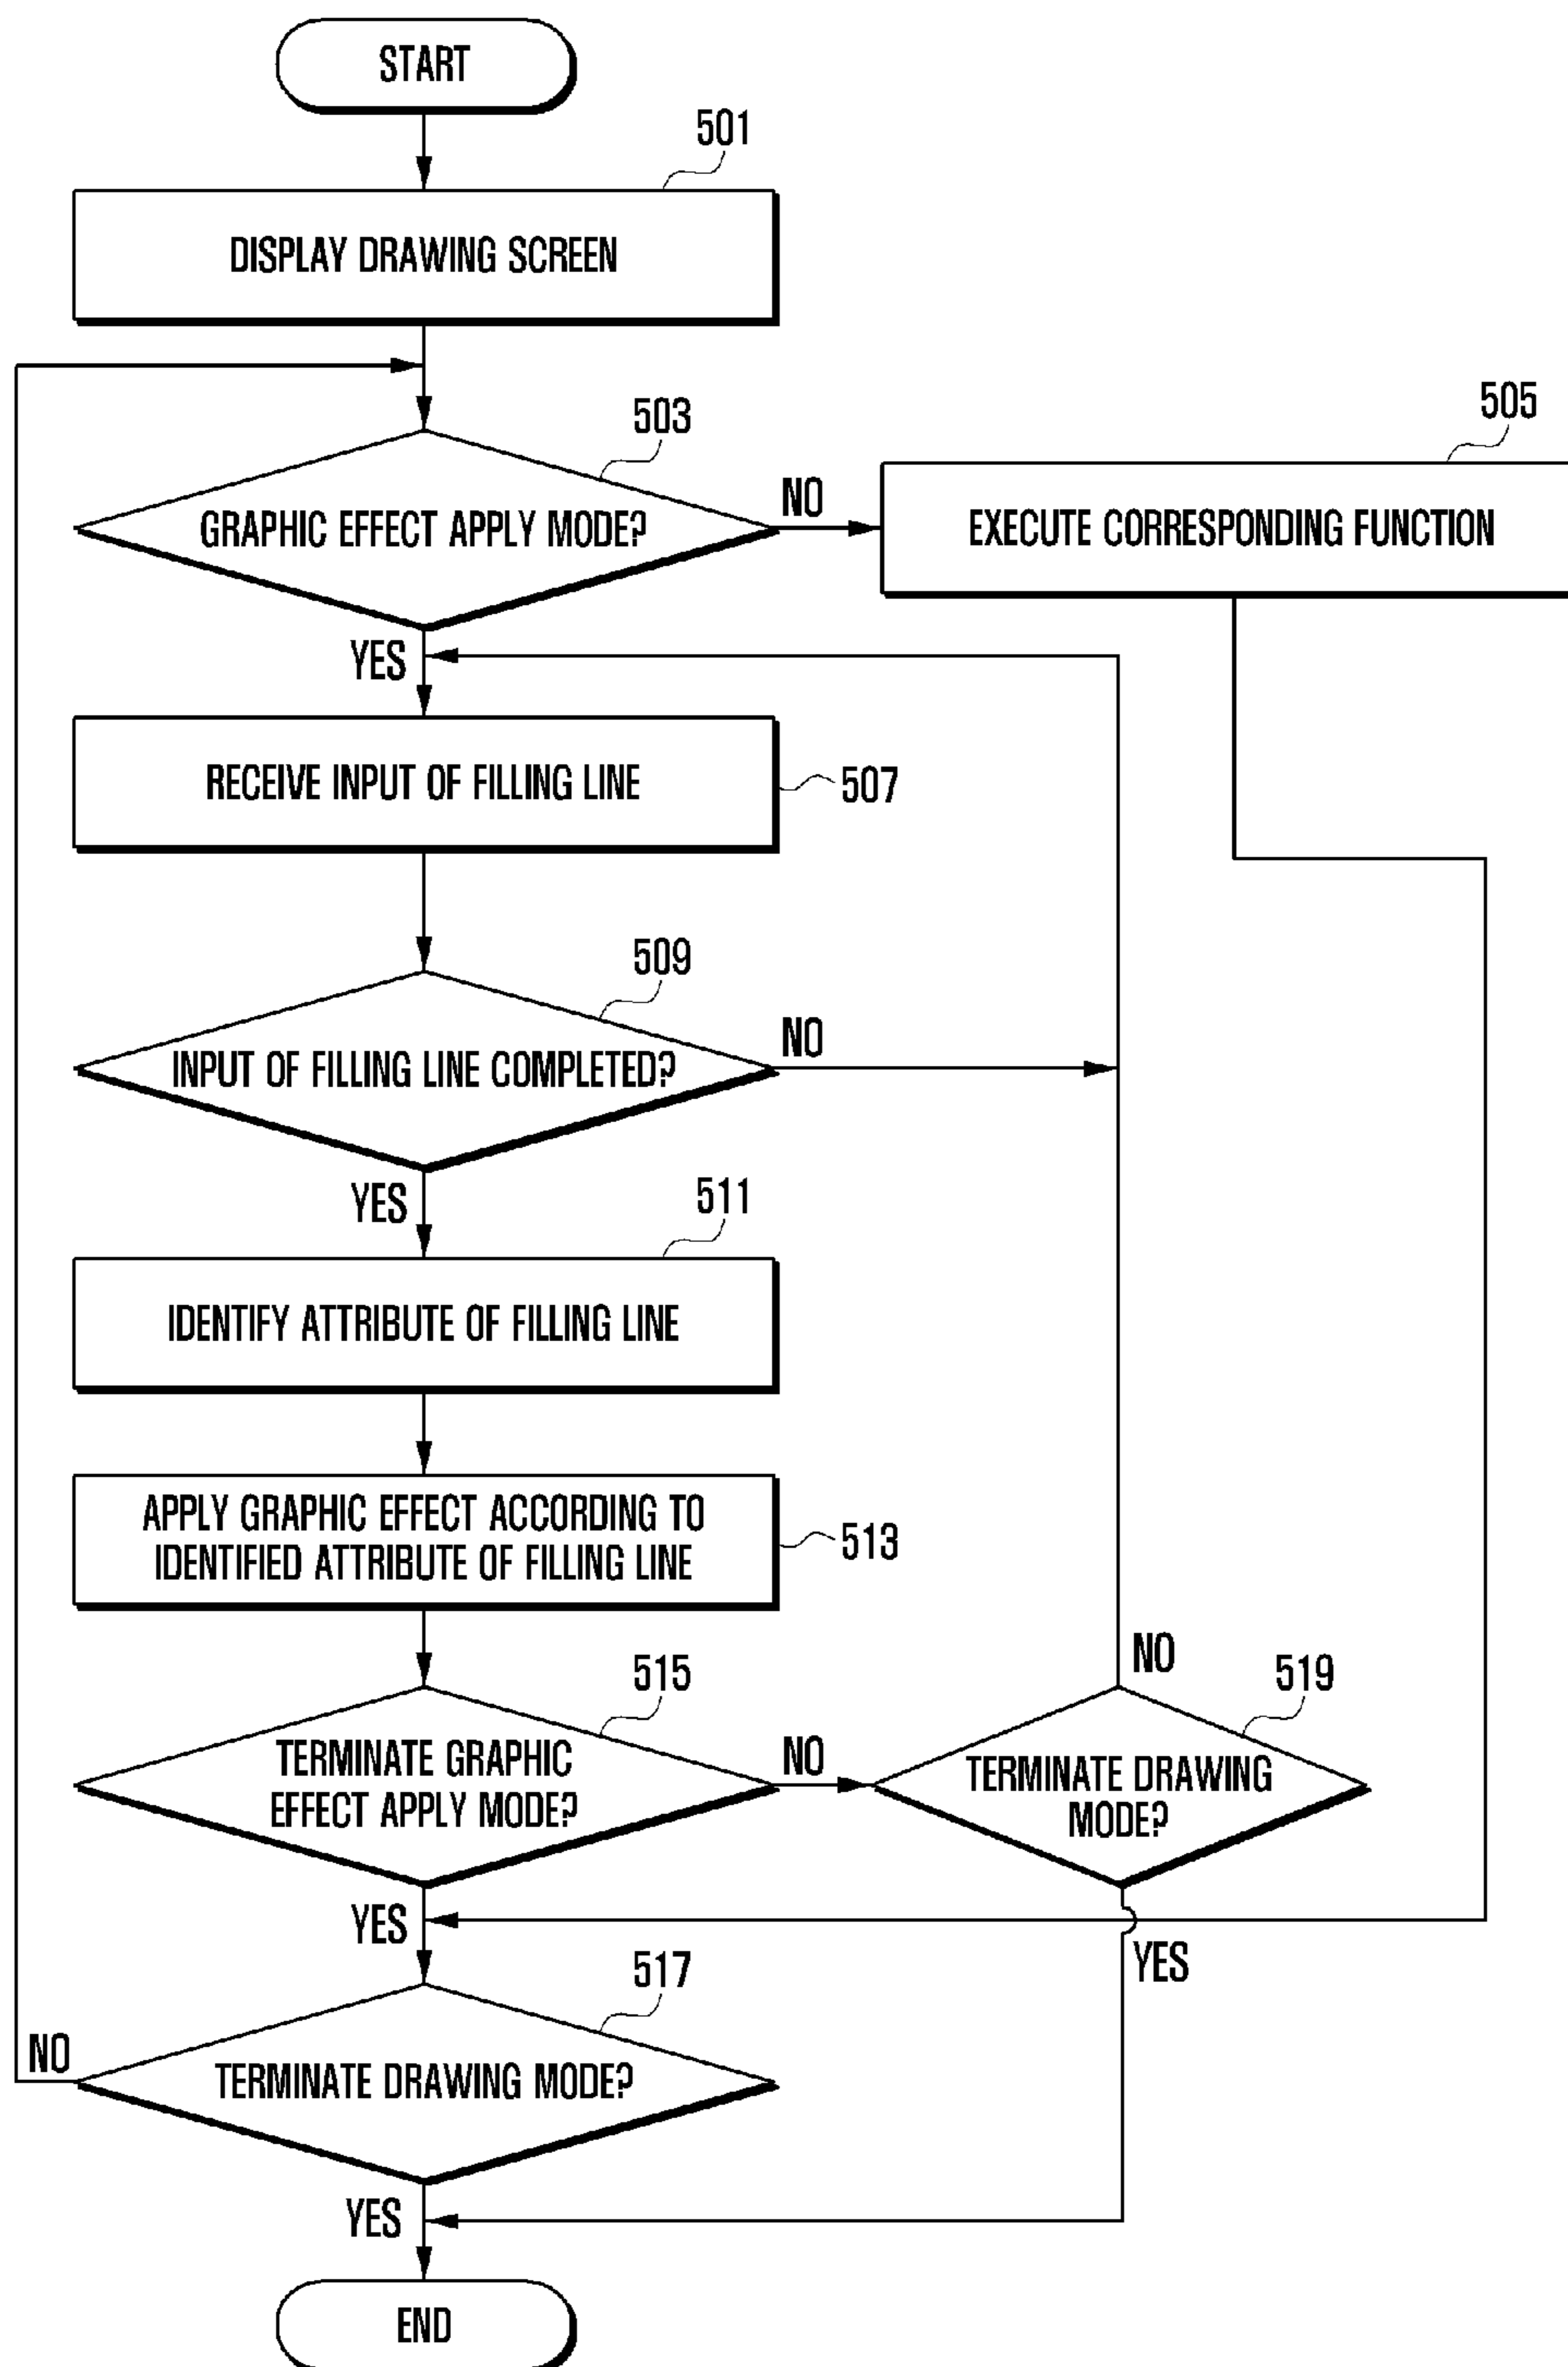 START
501
DISPLAY DRAWING SCREEN
503
505
GRAPHIC EFFECT APPLY MODE?
NO
EXECUTE CORRESPONDING FUNCTION
YES
RECEIVE INPUT OF FILLING LINE
507
509
INPUT OF FILLING LINE COMPLETED?
NO
YES
511
IDENTIFY ATTRIBUTE OF FILLING LINE
APPLY GRAPHIC EFFECT ACCORDING TO
IDENTIFIED ATTRIBUTE OF FILLING LINE
513
515
TERMINATE GRAPHIC
EFFECT APPLY MODE?
NO
NO
519
TERMINATE DRAWING
MODE?
YES
YES
517
NO
TERMINATE DRAWING MODE?
YES
END